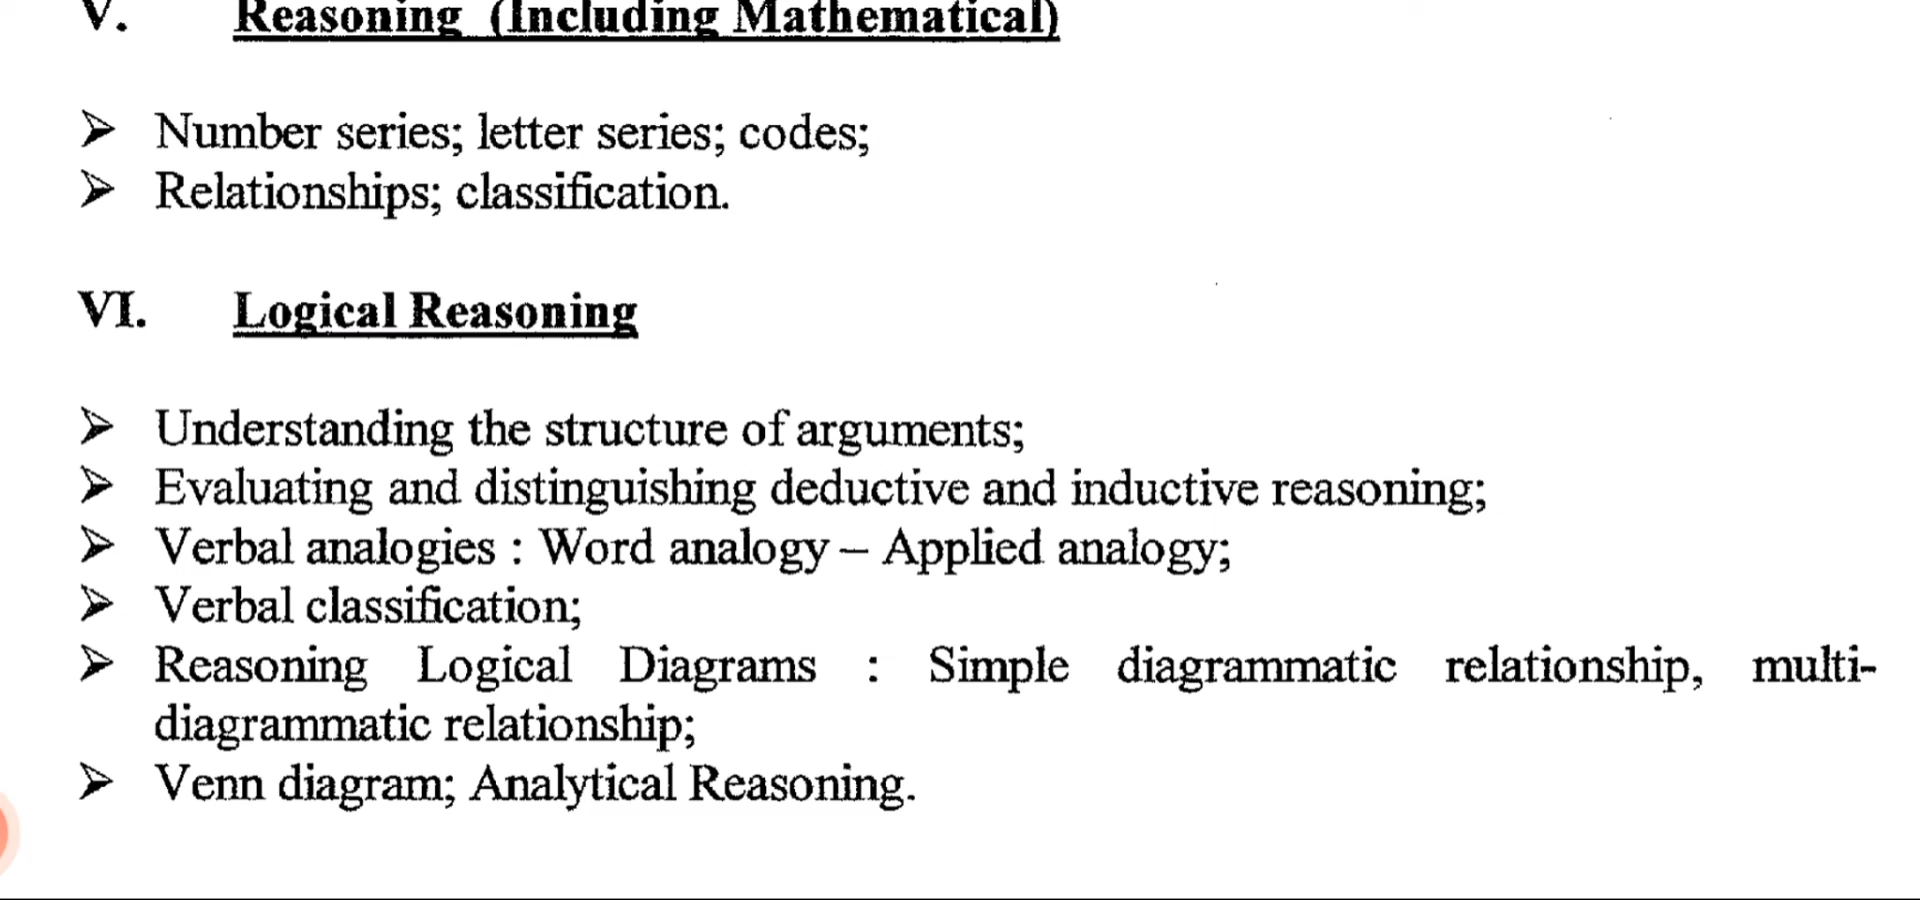 V. Reasoning (Including Mathematical)
➢ Number series; letter series; codes;
➢ Relationships; classification.
VI. Logical Reasoning
➢ Understanding the structure of arguments;
➢ Evaluating and distinguishing deductive and inductive reasoning;
➢ Verbal analogies : Word analogy – Applied analogy;
➢ Verbal classification;
➢ Reasoning Logical Diagrams : Simple diagrammatic relationship, multi-
diagrammatic relationship;
➢ Venn diagram; Analytical Reasoning.